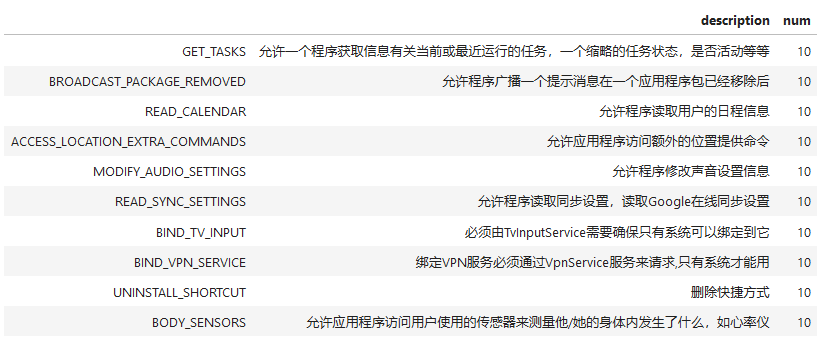 description num
GET_TASKS 允许一个程序获取信息有关当前或最近运行的任务，一个缩略的任务状态，是否活动等等 10
BROADCAST_PACKAGE_REMOVED 允许程序广播一个提示消息在一个应用程序包已经移除后 10
READ_CALENDAR 允许程序读取用户的日程信息 10
ACCESS_LOCATION_EXTRA_COMMANDS 允许应用程序访问额外的位置提供命令 10
MODIFY_AUDIO_SETTINGS 允许程序修改声音设置信息 10
READ_SYNC_SETTINGS 允许程序读取同步设置，读取Google在线同步设置 10
BIND_TV_INPUT 必须由TvInputService需要确保只有系统可以绑定到它 10
BIND_VPN_SERVICE 绑定VPN服务必须通过VpnService服务来请求,只有系统才能用 10
UNINSTALL_SHORTCUT 删除快捷方式 10
BODY_SENSORS 允许应用程序访问用户使用的传感器来测量他/她的身体内发生了什么，如心率仪 10